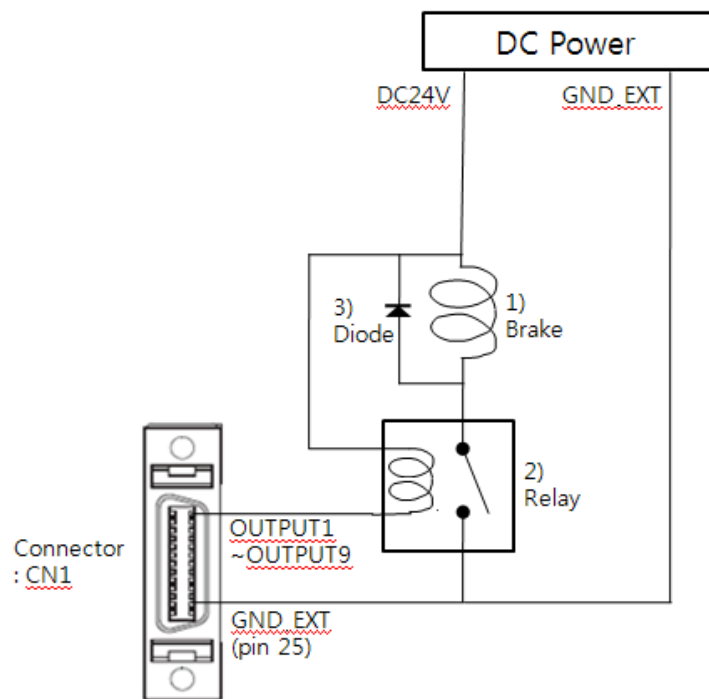 DC Power
DC24V
GND_EXT
3)
Diode
1)
Brake
2)
Relay
OUTPUT1
~OUTPUT9
Connector
: CN1
GND_EXT
(pin 25)